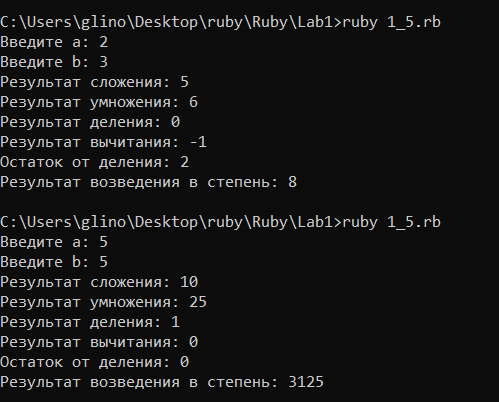 C:\Users\glino\Desktop\ruby\Ruby\Lab1>ruby 1_5.rb
Введите a: 2
Введите b: 3
Результат сложения: 5
Результат умножения: 6
Результат деления: 0
Результат вычитания: -1
Остаток от деления: 2
Результат возведения в степень: 8
C:\Users\glino\Desktop\ruby\Ruby\Lab1>ruby 1_5.rb
Введите a: 5
Введите b: 5
Результат сложения: 10
Результат умножения: 25
Результат деления: 1
Результат вычитания: 0
Остаток от деления: 0
Результат возведения в степень: 3125